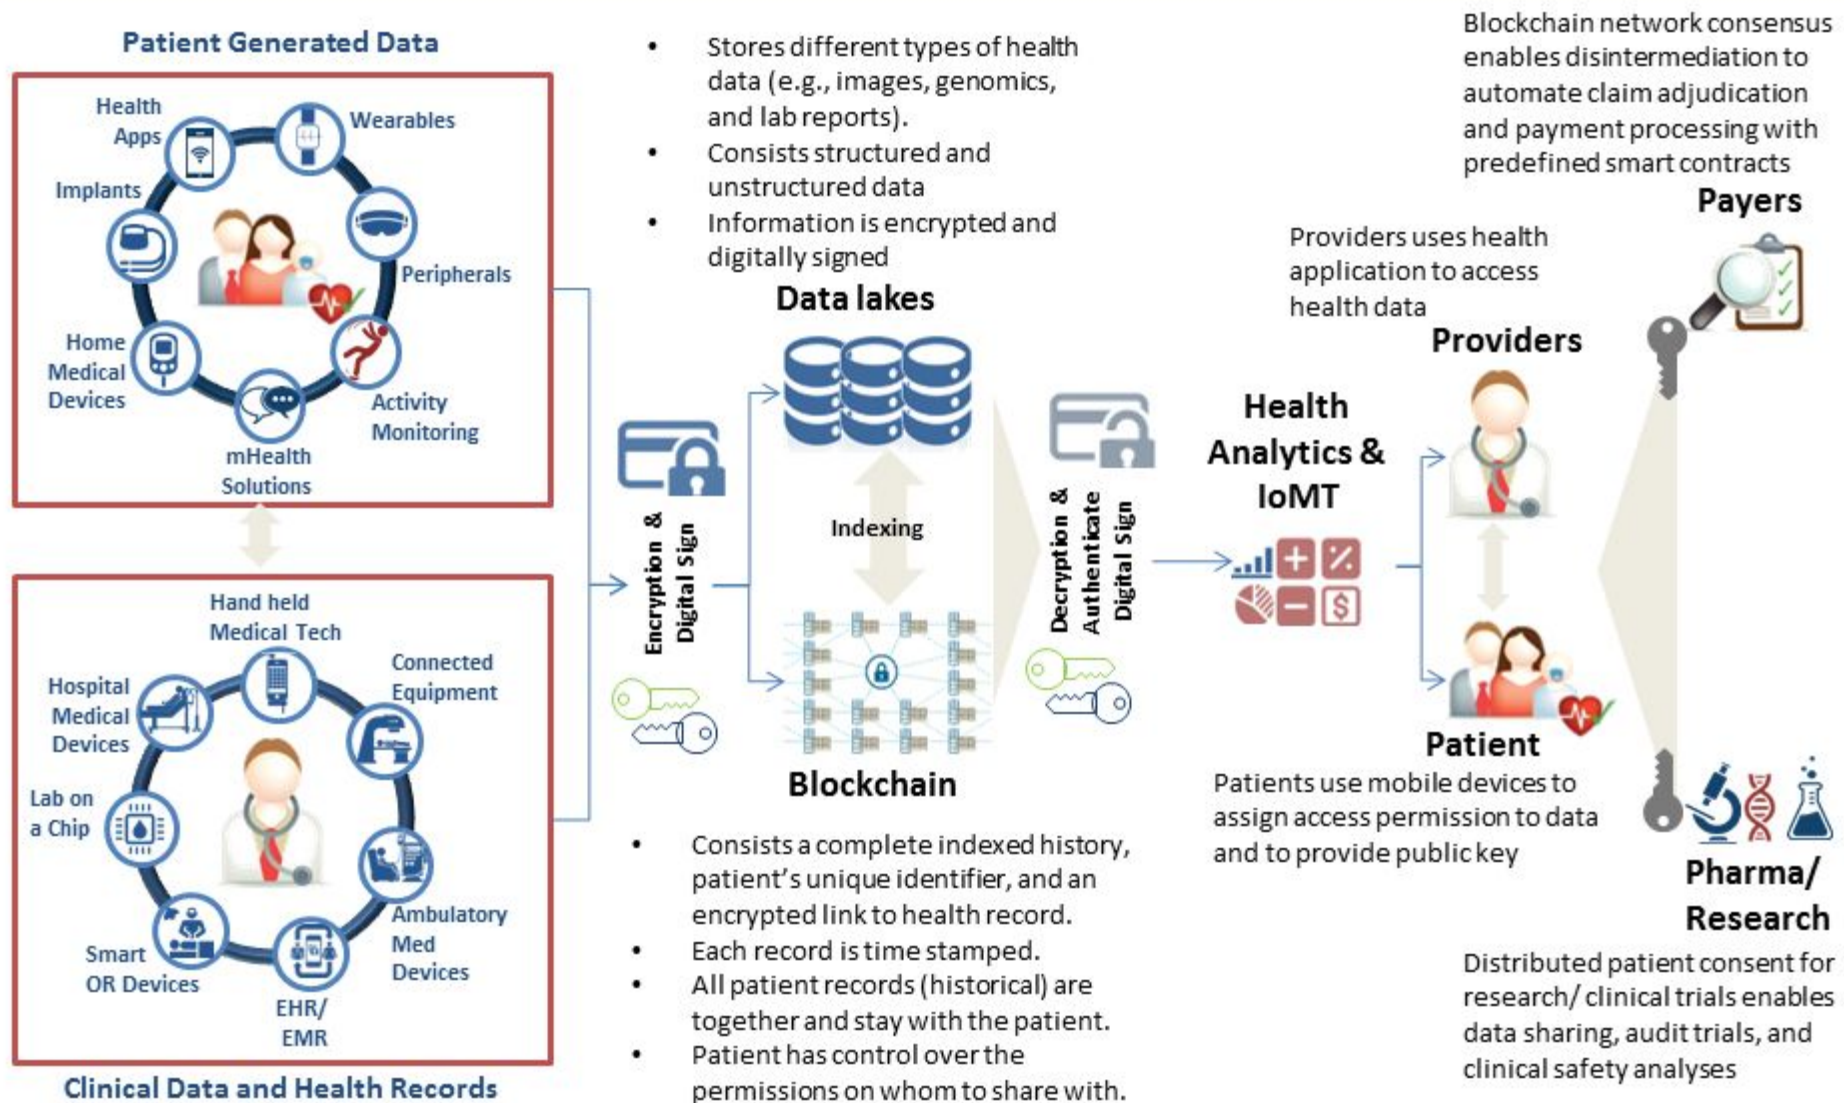 Patient Generated Data
Health
Apps
Wearables
Implants
Peripherals
Home
Medical
Devices
Activity
Monitoring
mHealth
Solutions
Hand held
Medical Tech
Connected
Equipment
Hospital
Medical
Devices
Lab on
a Chip
Ambulatory
Med
Devices
Smart
OR Devices
EHR/
EMR
Clinical Data and Health Records
Encryption &
Digital Sign
• Stores different types of health
data (e.g., images, genomics,
and lab reports).
• Consists structured and
unstructured data
• Information is encrypted and
digitally signed
Data lakes
Indexing
Blockchain
• Consists a complete indexed history,
patient's unique identifier, and an
encrypted link to health record.
• Each record is time stamped.
• All patient records (historical) are
together and stay with the patient.
• Patient has control over the
permissions on whom to share with.
Decryption &
Authenticate
Digital Sign
Health
Analytics &
IoMT
$
Providers uses health
application to access
health data
Providers
Patient
Patients use mobile devices to
assign access permission to data
and to provide public key
Blockchain network consensus
enables disintermediation to
automate claim adjudication
and payment processing with
predefined smart contracts
Payers
Pharma/
Research
Distributed patient consent for
research/ clinical trials enables
data sharing, audit trials, and
clinical safety analyses